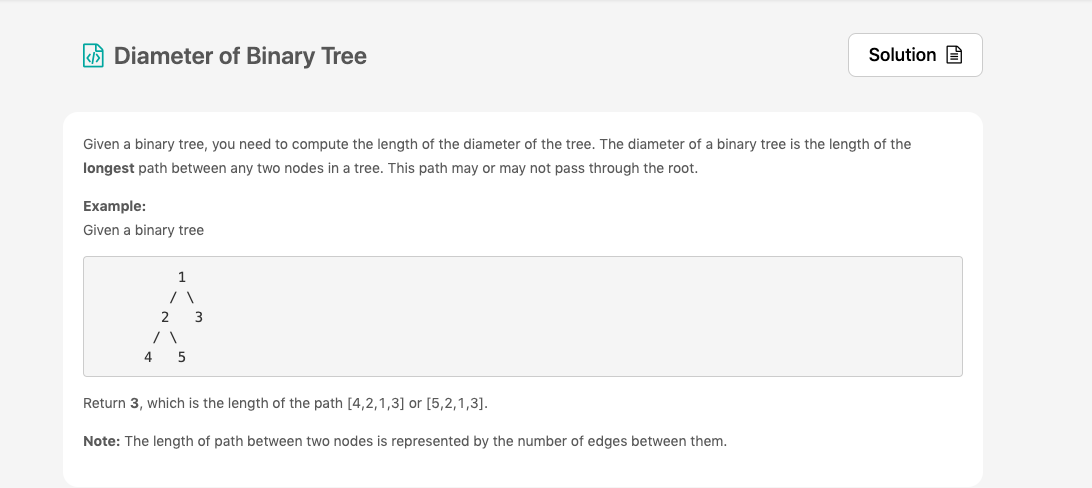 Diameter of Binary Tree
Solution
Given a binary tree, you need to compute the length of the diameter of the tree. The diameter of a binary tree is the length of the
longest path between any two nodes in a tree. This path may or may not pass through the root.
Example:
Given a binary tree
1
/ \
2 3
/ \
4 5
Return 3, which is the length of the path [4,2,1,3] or [5,2,1,3].
Note: The length of path between two nodes is represented by the number of edges between them.